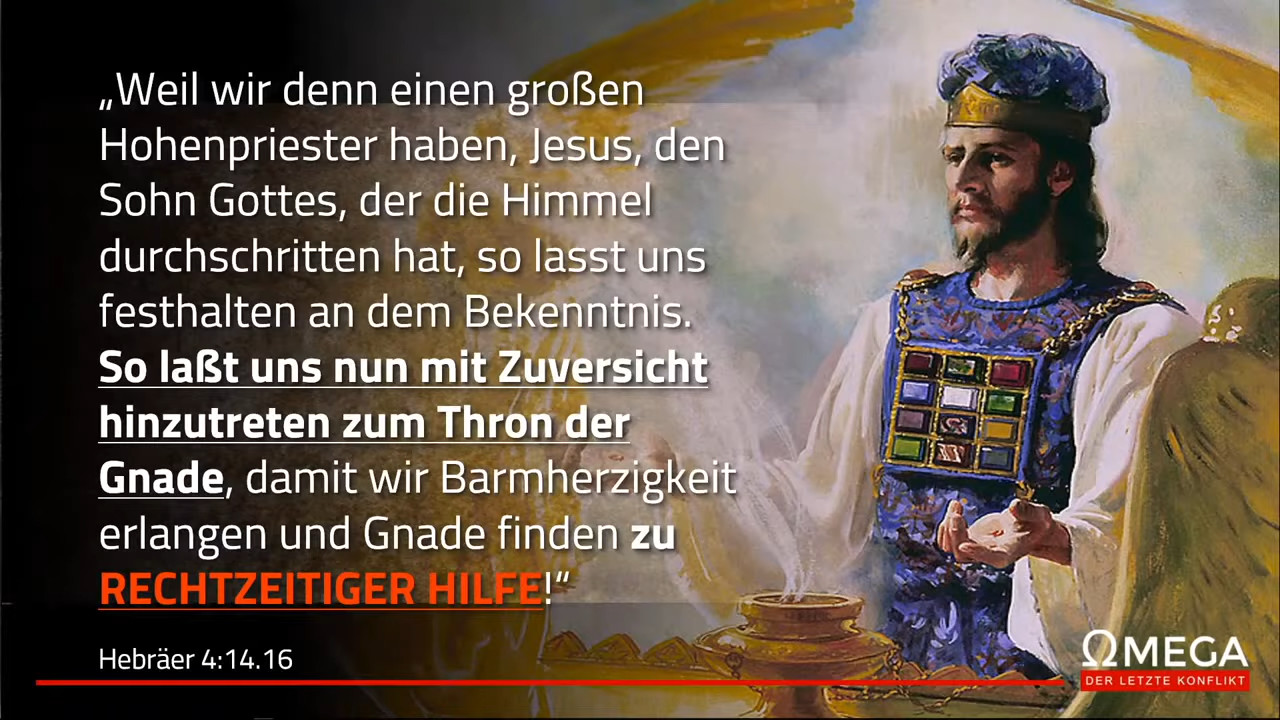 „Weil wir denn einen großen
Hohenpriester haben, Jesus, den
Sohn Gottes, der die Himmel
durchschritten hat, so lasst uns
festhalten an dem Bekenntnis.
So laßt uns nun mit Zuversicht
hinzutreten zum Thron der
Gnade, damit wir Barmherzigkeit
erlangen und Gnade finden zu
RECHTZEITIGER HILFE!“
Hebräer 4:14.16
ΩMEGA
DER LETZTE KONFLIKT